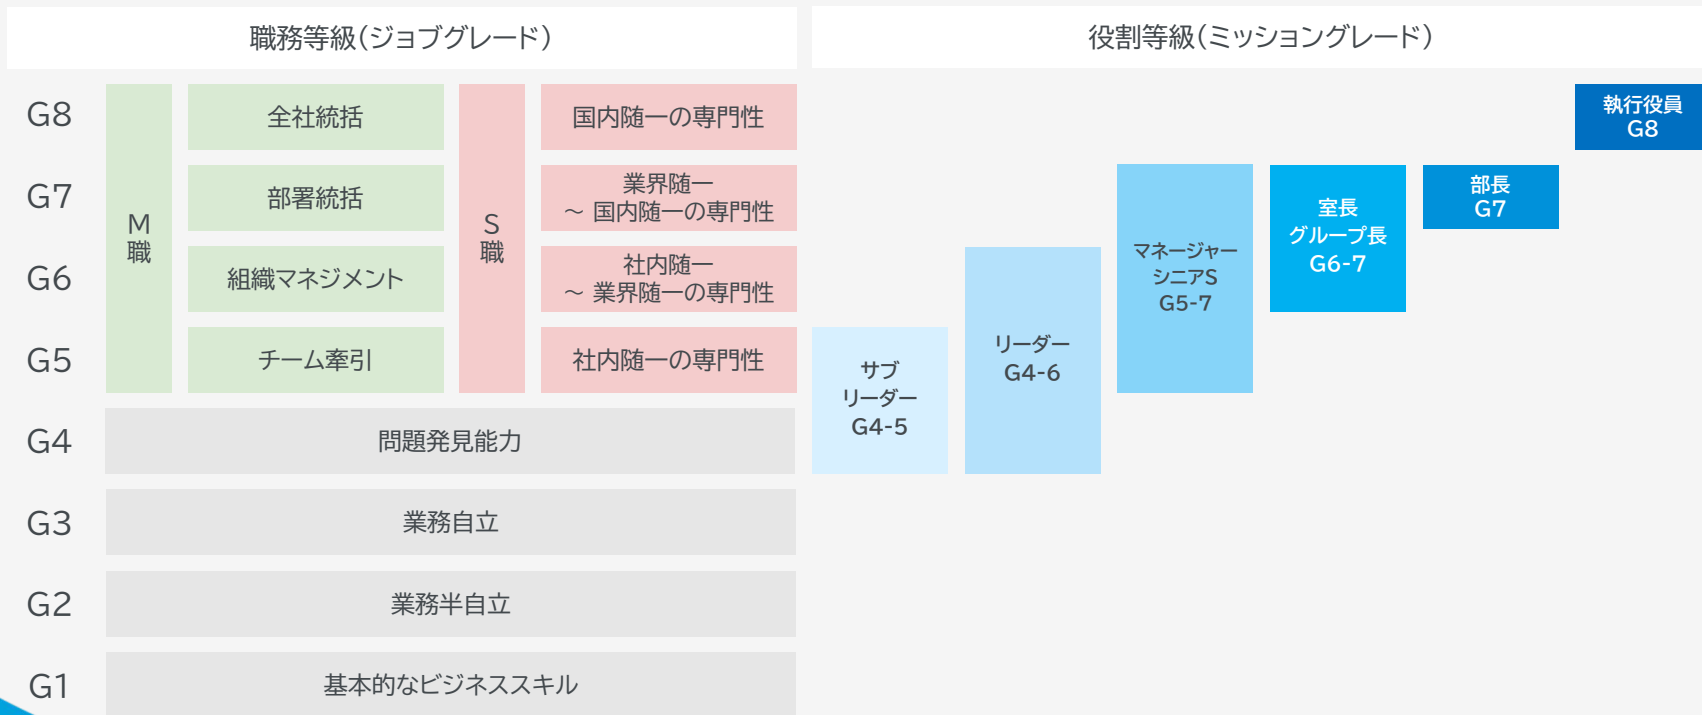 職務等級（ジョブグレード）
役割等級（ミッショングレード）
G8
G7
G6
G5
G4
G3
G2
G1
M
職
全社統括
部署統括
組織マネジメント
チーム牽引
S
職
国内随一の専門性
業界随一
～ 国内随一の専門性
社内随一
～ 業界随一の専門性
社内随一の専門性
問題発見能力
業務自立
業務半自立
基本的なビジネススキル
サブ
リーダー
G4-5
リーダー
G4-6
マネージャー
シニアS
G5-7
室長
グループ長
G6-7
部長
G7
執行役員
G8